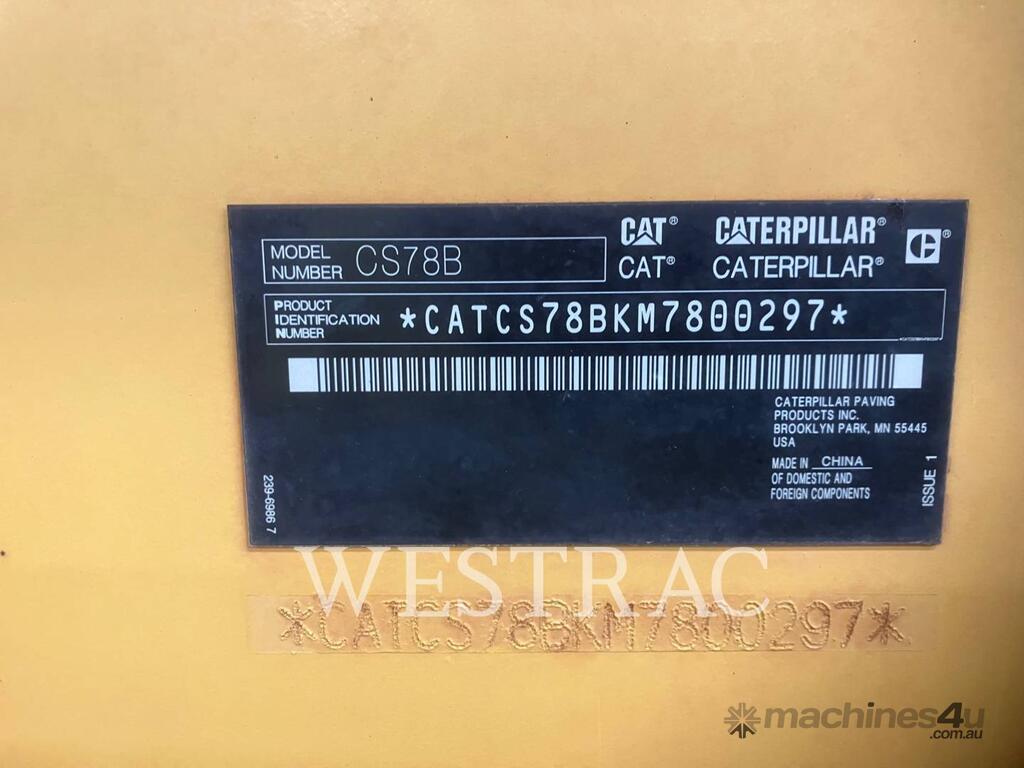 MODEL NUMBER CS78B
CAT® CATERPILLAR®
CAT® CATERPILLAR®
PRODUCT
IDENTIFICATION
NUMBER
*CATCS78BKM7800297*
*CATCS78BKM7800297*
CATERPILLAR PAVING
PRODUCTS INC.
BROOKLYN PARK, MN 55445
USA
MADE IN CHINA
OF DOMESTIC AND
FOREIGN COMPONENTS
239-6986 7
ISSUE 1
WESTRAC
*CATCS78BKM7800297*
machines4u
.com.au